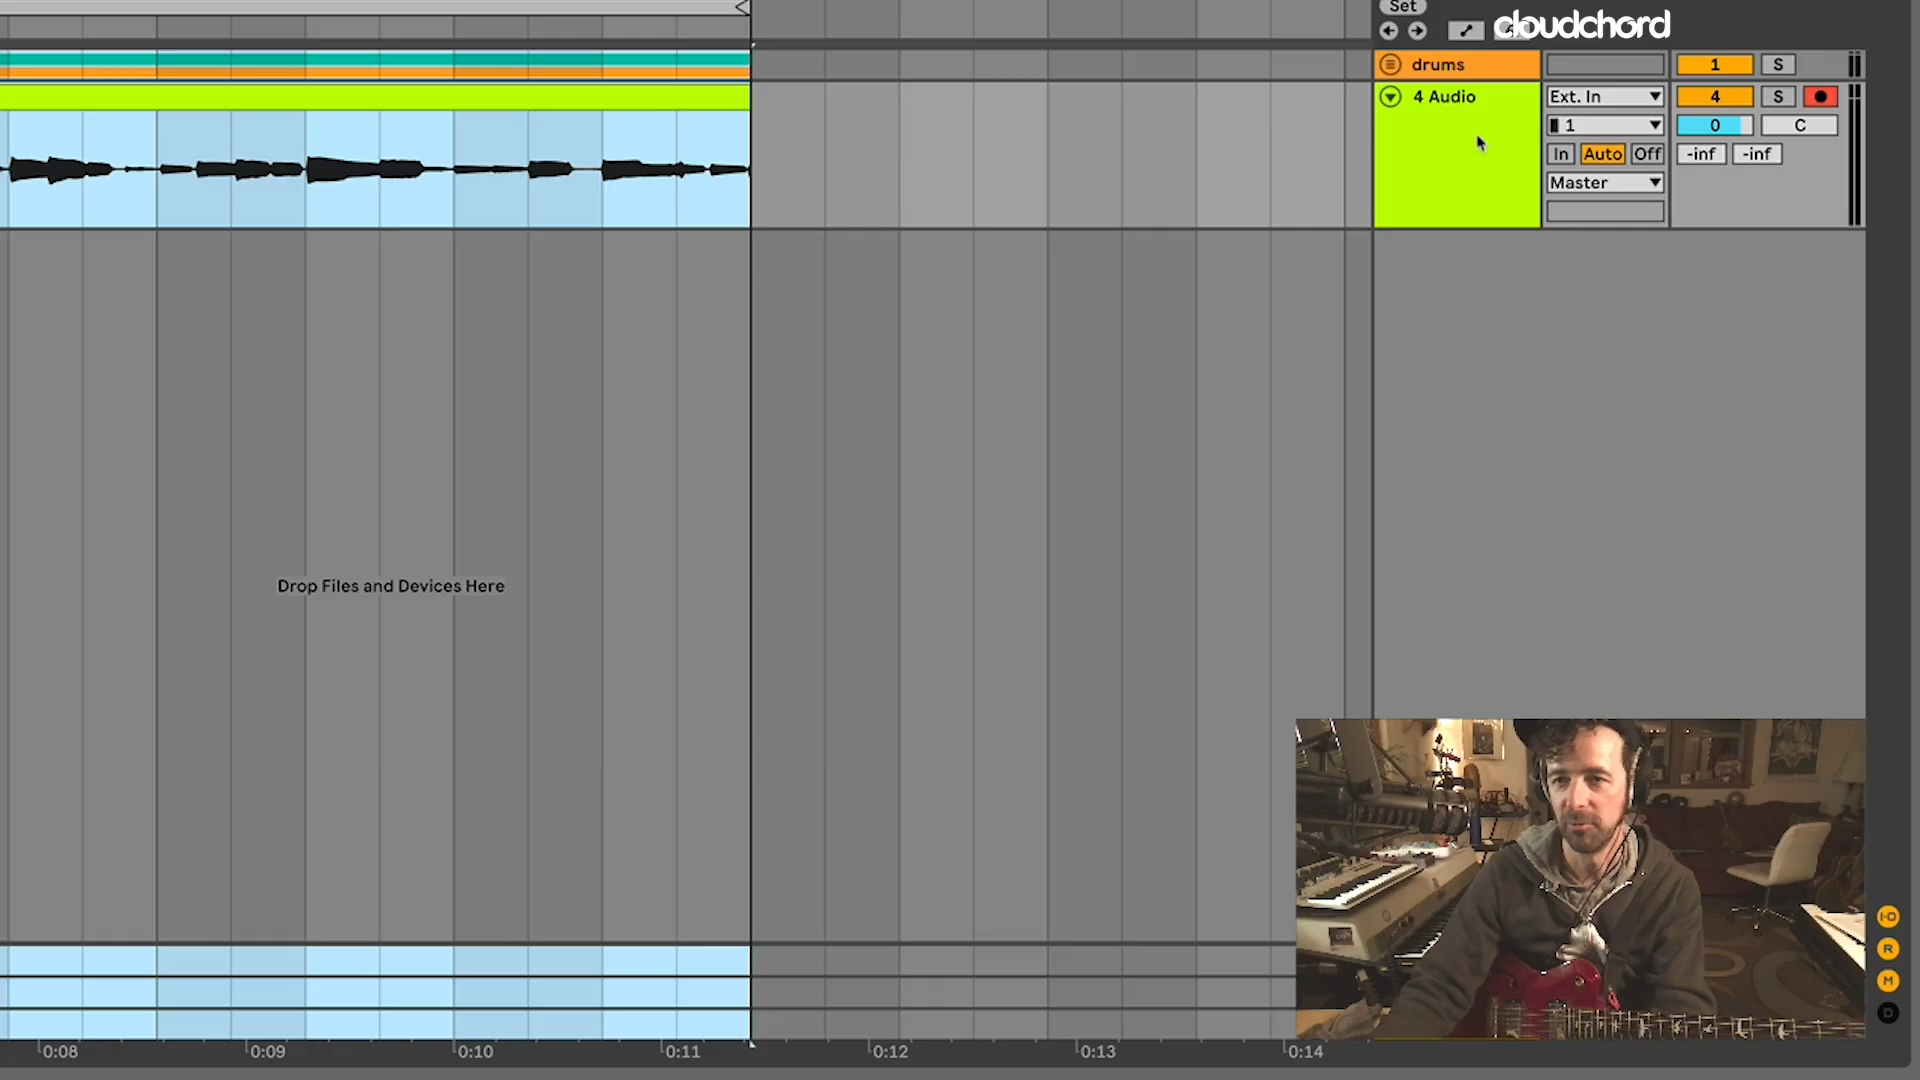 Set
cloudchord
drums
1
S
4 Audio
Ext. In
4
S
1
0
C
In
Auto
Off
-inf
-inf
Master
Drop Files and Devices Here
I-O
R
M
D
0:08
0:09
0:10
0:11
0:12
0:13
0:14